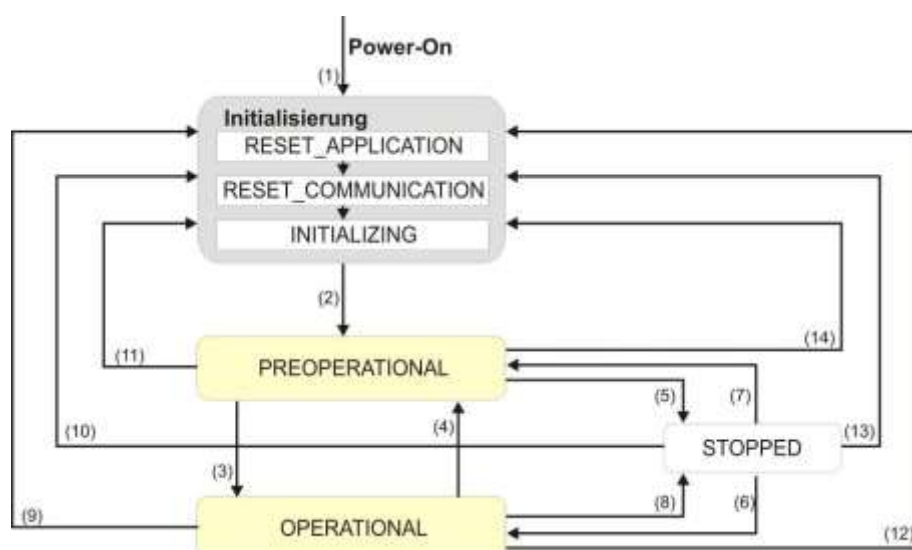 Power-On
(1)
Initialisierung
RESET_APPLICATION
RESET_COMMUNICATION
INITIALIZING
(2)
(14)
(11)
PREOPERATIONAL
(5)
(7)
(4)
(10)
(13)
STOPPED
(3)
(8)
(6)
(9)
OPERATIONAL
(12)